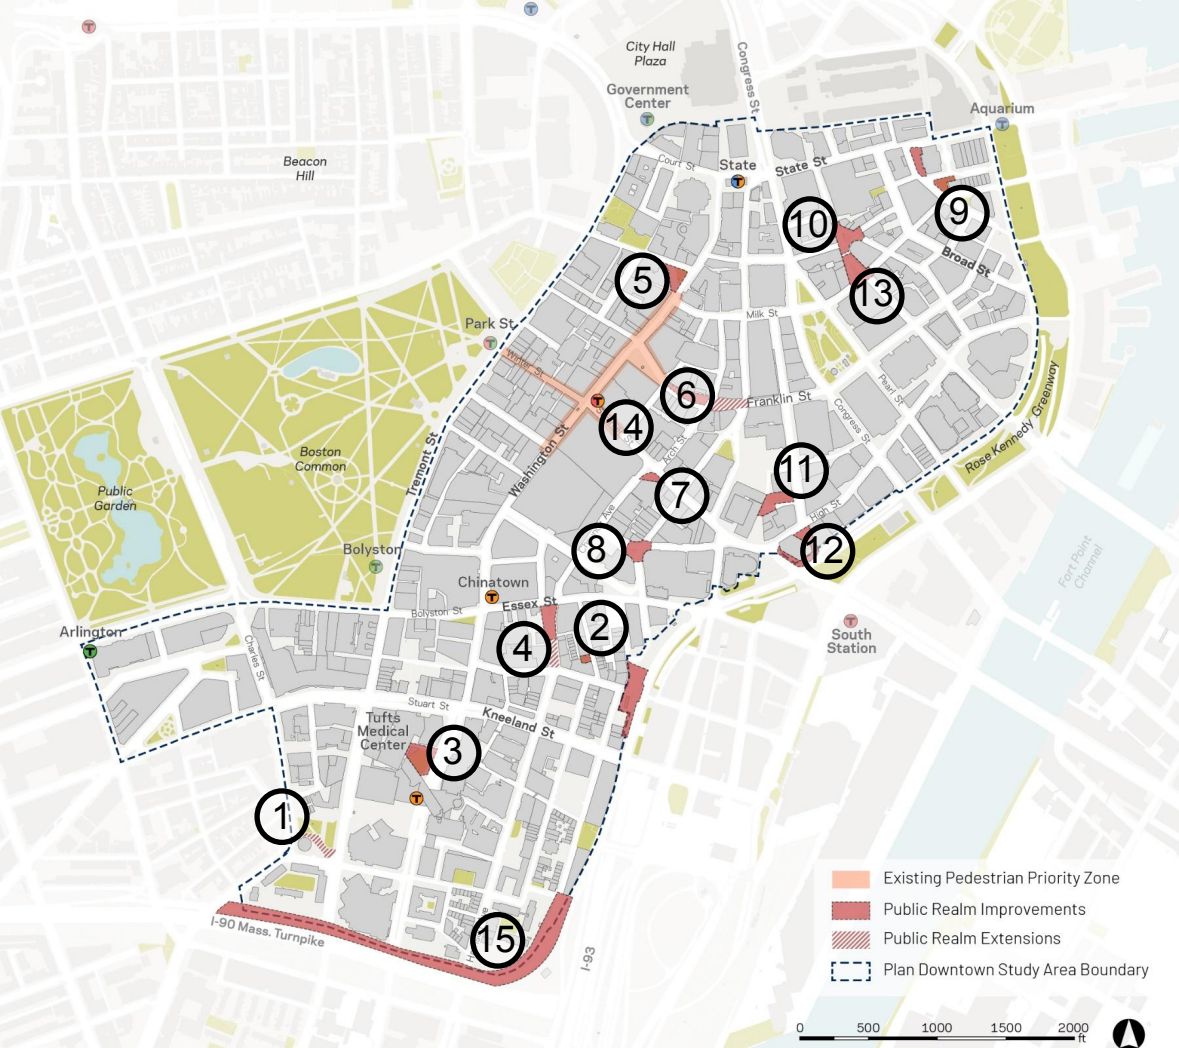 City Hall
Plaza
Congress St
Government
Center
Aquarium
Beacon
Hill
Court St
State
State St
10
9
Broad St
5
13
Milk St
Park St
Winter St
6
Franklin St
Pearl St
14
Congress St
Arch St
Rose Kennedy Greenway
Tremont St
Washington St
Boston
Common
Public
Garden
11
7
High St
Ave
8
12
Bolyston
Fort Point
Channel
Chinatown
Essex St
Bolyston St
2
4
South
Station
Arlington
Charles St
Stuart St
Kneeland St
Tufts
Medical
Center
3
1
15
I-90 Mass. Turnpike
I-93
Existing Pedestrian Priority Zone
Public Realm Improvements
Public Realm Extensions
Plan Downtown Study Area Boundary
0 500 1000 1500 2000
ft
T
T
T
T
T
T
T
T
T
T
T